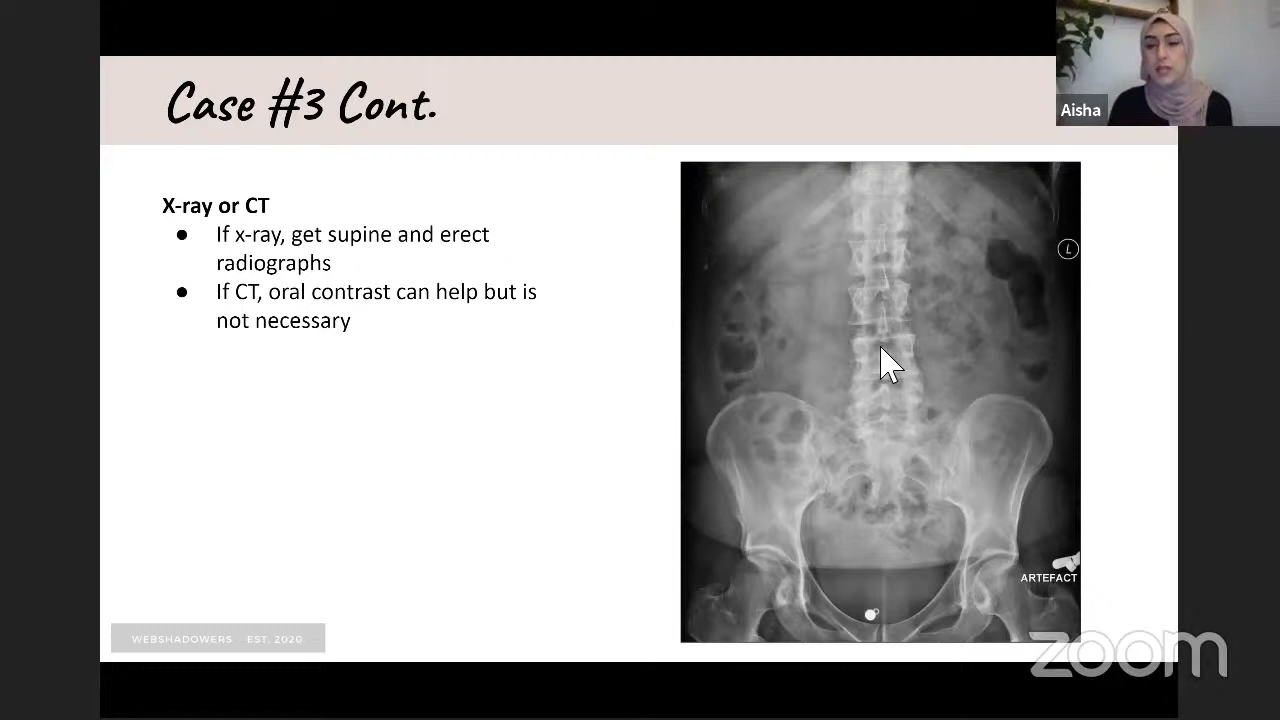 Case #3 Cont.
Aisha
X-ray or CT
● If x-ray, get supine and erect
radiographs
● If CT, oral contrast can help but is
not necessary
L
ARTEFACT
WEBSHADOWERS EST. 2020
zoom